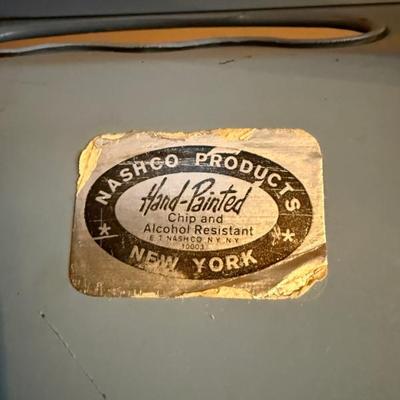 NASHCO PRODUCTS
Hand-Painted
Chip and
Alcohol Resistant
E T NASHCO N.Y. N.Y.
10003
NEW YORK